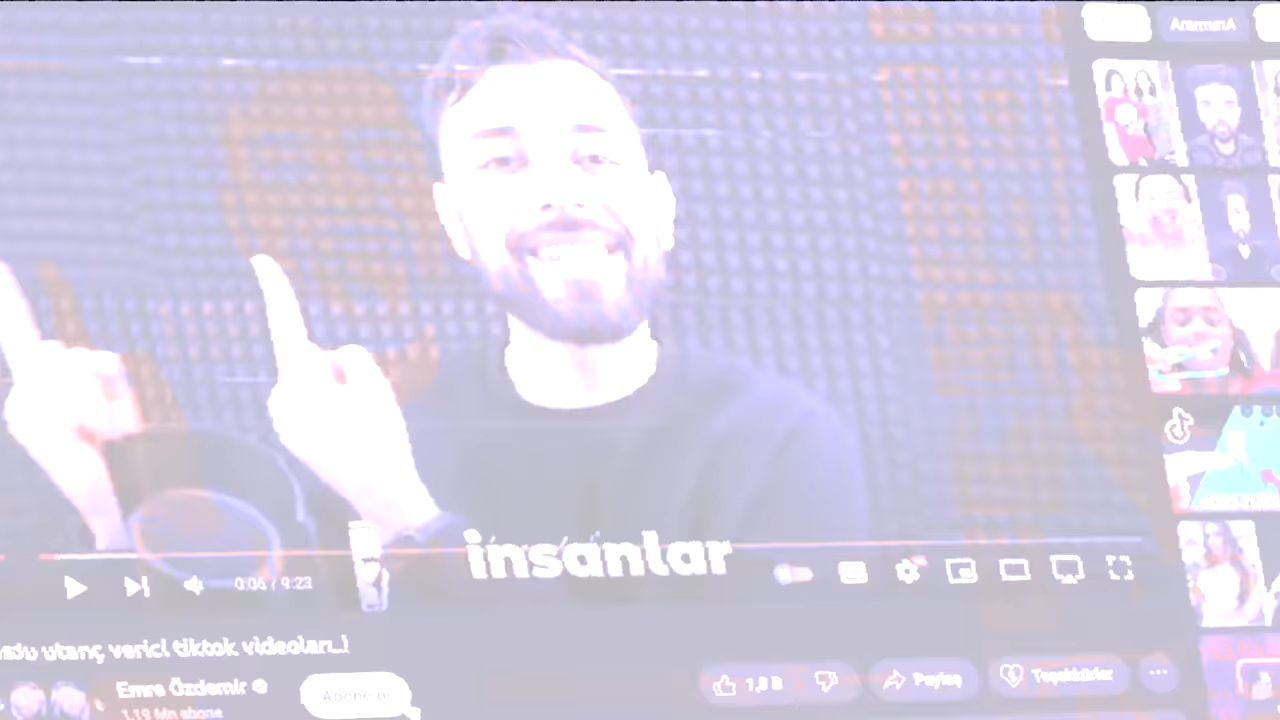 insanlar
0:06 / 9:23
utanç verici tiktok videoları..!
Emre Özdemir
Abone ol
1,19 Mn abone
1,8 B
Paylaş
Teşekkürler